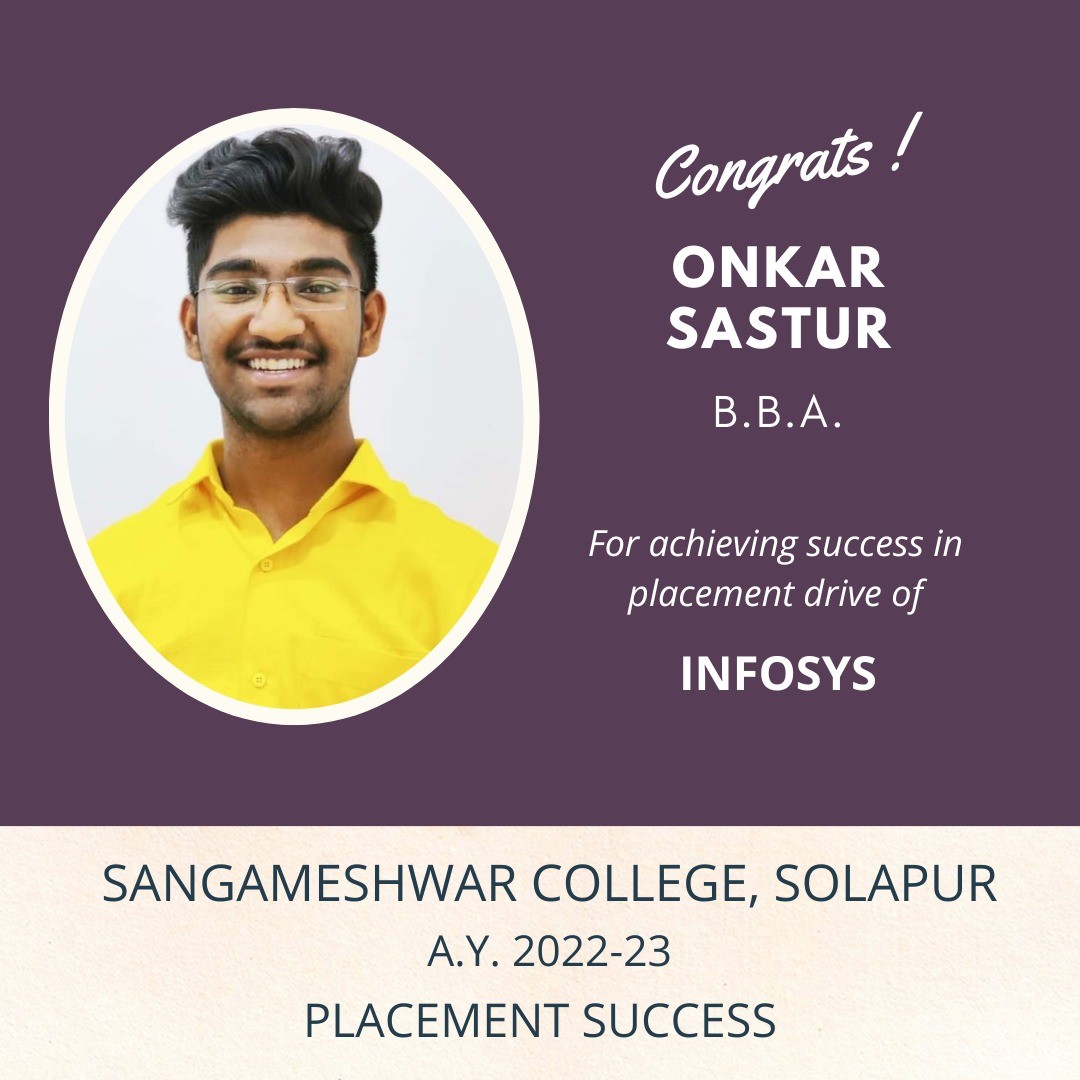 Congrats !
ONKAR
SASTUR
B.B.A.
For achieving success in
placement drive of
INFOSYS
SANGAMESHWAR COLLEGE, SOLAPUR
A.Y. 2022-23
PLACEMENT SUCCESS